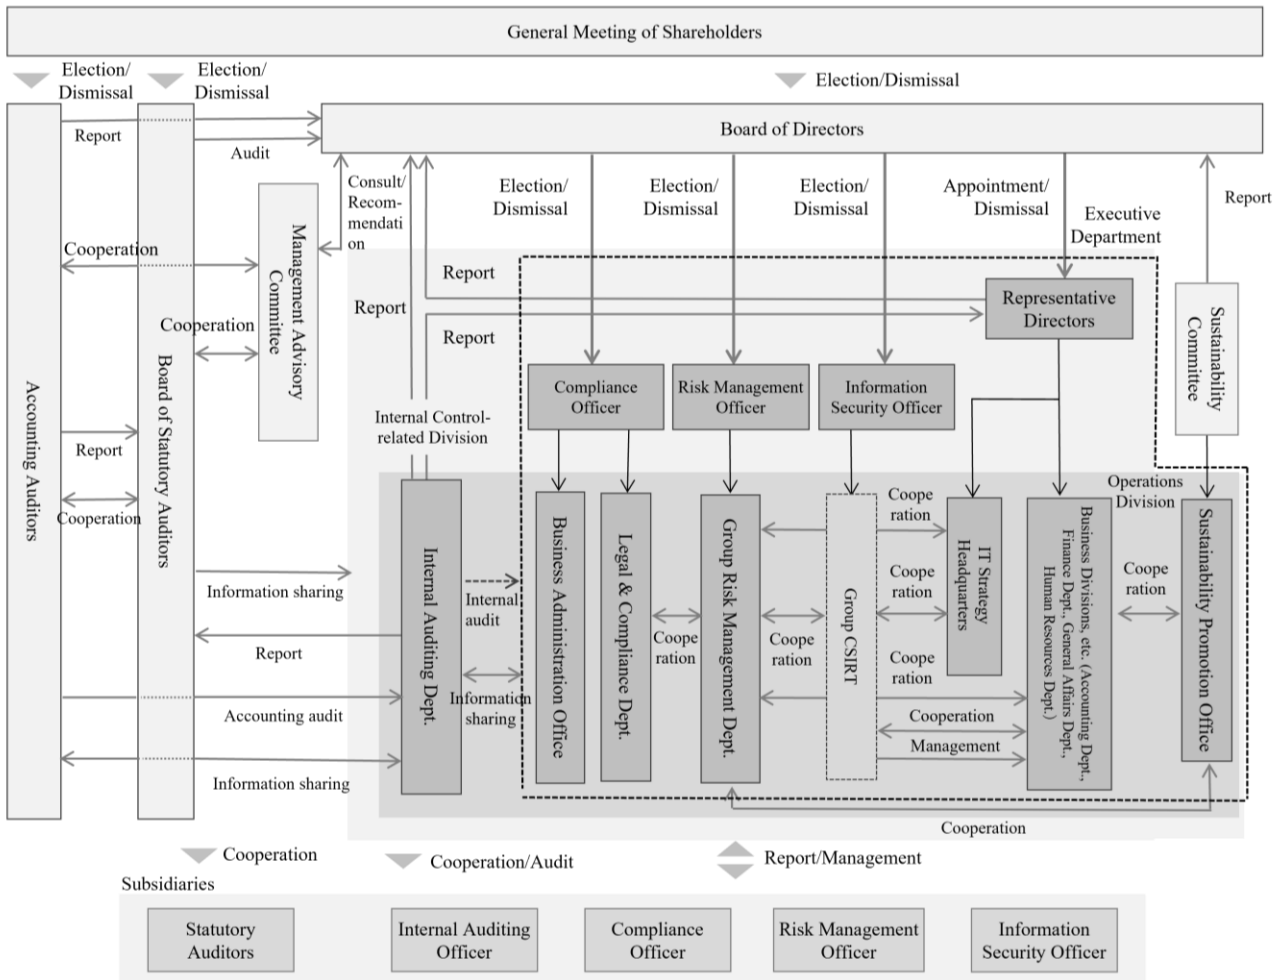 General Meeting of Shareholders
Election/
Dismissal
Election/
Dismissal
Election/Dismissal
Board of Directors
Report
Audit
Consult/
Recom-
mendati
on
Election/
Dismissal
Election/
Dismissal
Election/
Dismissal
Appointment/
Dismissal
Report
Executive
Department
Management Advisory
Committee
Cooperation
Report
Report
Representative
Directors
Cooperation
Report
Sustainability
Committee
Accounting Auditors
Board of Statutory Auditors
Compliance
Officer
Risk Management
Officer
Information
Security Officer
Internal Control-
related Division
Report
Cooperation
Operations
Division
Internal Auditing
Dept.
Business Administration Office
Legal & Compliance Dept.
Group Risk Management Dept.
Group CSIRT
IT Strategy
Headquarters
Business Divisions, etc. (Accounting Dept.,
Finance Dept., General Affairs Dept.,
Human Resources Dept.)
Sustainability Promotion Office
Coope
ration
Information sharing
Internal
audit
Coope
ration
Coope
ration
Report
Coope
ration
Coope
ration
Coope
ration
Information
sharing
Accounting audit
Cooperation
Management
Information sharing
Cooperation
Cooperation
Cooperation/Audit
Report/Management
Subsidiaries
Statutory
Auditors
Internal Auditing
Officer
Compliance
Officer
Risk Management
Officer
Information
Security Officer